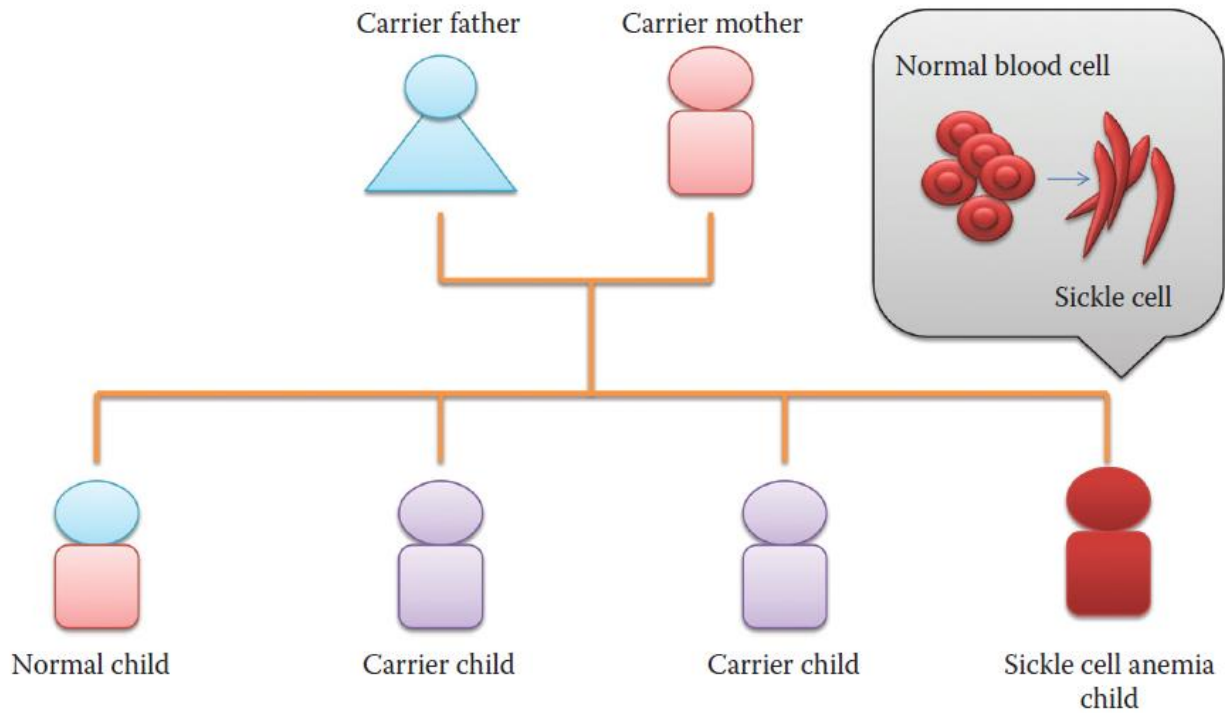 Carrier father
Carrier mother
Normal blood cell
Sickle cell
Normal child
Carrier child
Carrier child
Sickle cell anemia
child